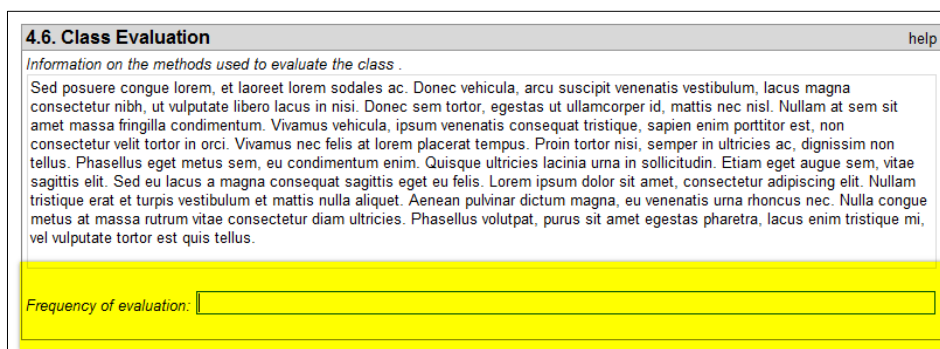 4.6. Class Evaluation help
Information on the methods used to evaluate the class .
Sed posuere congue lorem, et laoreet lorem sodales ac. Donec vehicula, arcu suscipit venenatis vestibulum, lacus magna
consectetur nibh, ut vulputate libero lacus in nisi. Donec sem tortor, egestas ut ullamcorper id, mattis nec nisl. Nullam at sem sit
amet massa fringilla condimentum. Vivamus vehicula, ipsum venenatis consequat tristique, sapien enim porttitor est, non
consectetur velit tortor in orci. Vivamus nec felis at lorem placerat tempus. Proin tortor nisi, semper in ultricies ac, dignissim non
tellus. Phasellus eget metus sem, eu condimentum enim. Quisque ultricies lacinia urna in sollicitudin. Etiam eget augue sem, vitae
sagittis elit. Sed eu lacus a magna consequat sagittis eget eu felis. Lorem ipsum dolor sit amet, consectetur adipiscing elit. Nullam
tristique erat et turpis vestibulum et mattis nulla aliquet. Aenean pulvinar dictum magna, eu venenatis urna rhoncus nec. Nulla congue
metus at massa rutrum vitae consectetur diam ultricies. Phasellus volutpat, purus sit amet egestas pharetra, lacus enim tristique mi,
vel vulputate tortor est quis tellus.
Frequency of evaluation: